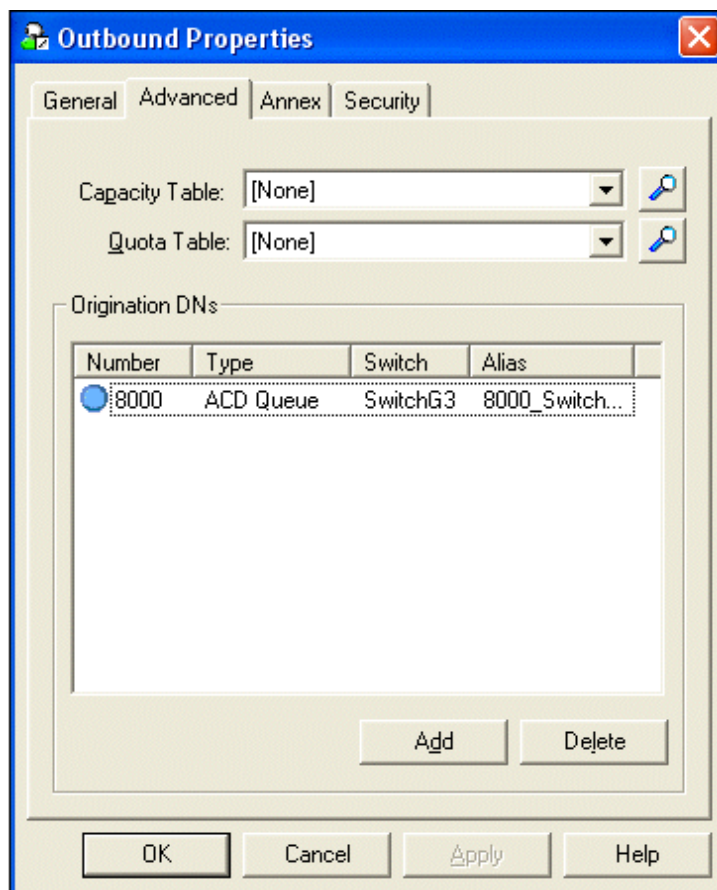 Outbound Properties
General Advanced Annex Security
Capacity Table: [None]
Quota Table: [None]
Origination DNs
Number Type Switch Alias
8000 ACD Queue SwitchG3 8000_Switch...
Add Delete
OK Cancel Apply Help